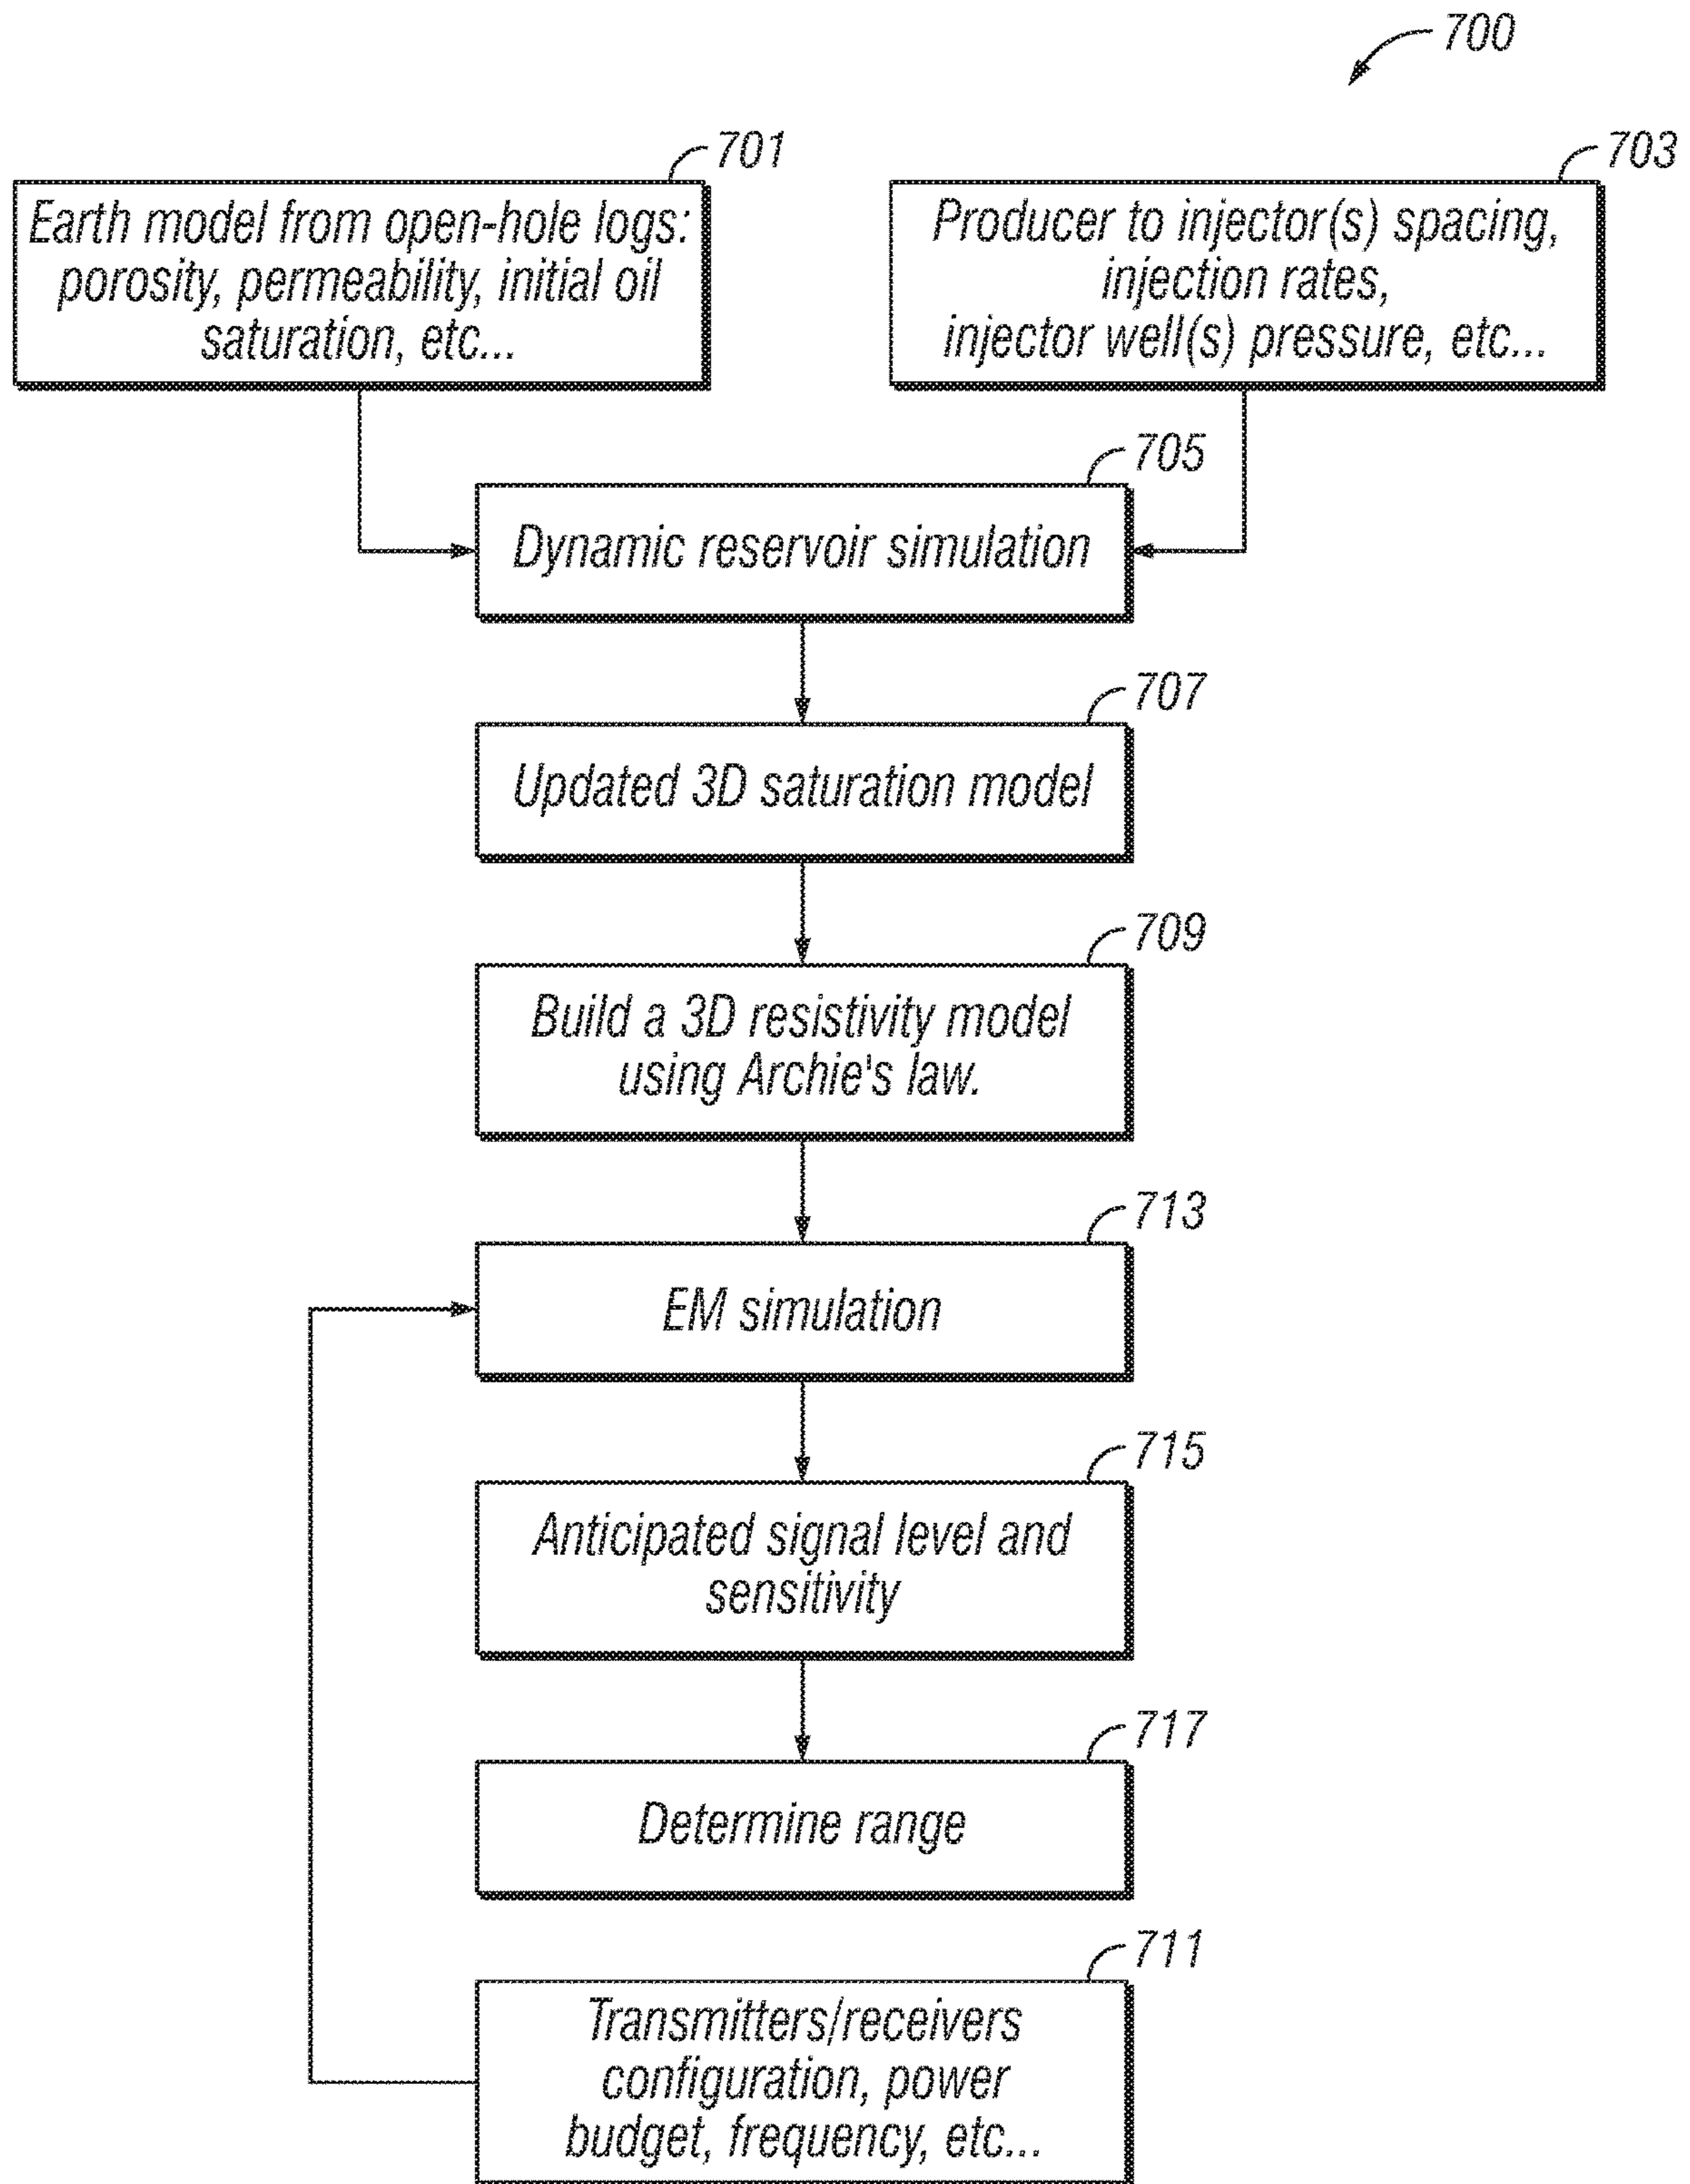 700
701
Earth model from open-hole logs:
porosity, permeability, initial oil
saturation, etc...
703
Producer to injector(s) spacing,
injection rates,
injector well(s) pressure, etc...
705
Dynamic reservoir simulation
707
Updated 3D saturation model
709
Build a 3D resistivity model
using Archie's law.
713
EM simulation
715
Anticipated signal level and
sensitivity
717
Determine range
711
Transmitters/receivers
configuration, power
budget, frequency, etc...